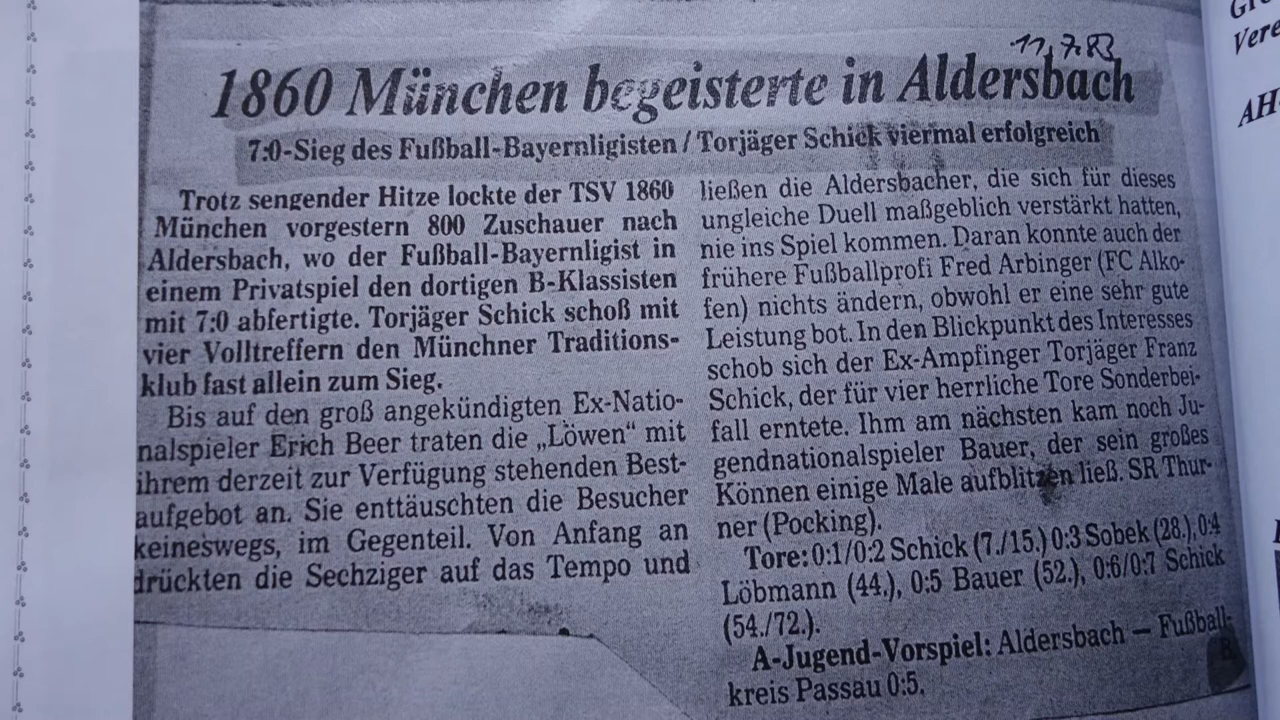 11.7.83
1860 München begeisterte in Aldersbach
7:0-Sieg des Fußball-Bayernligisten / Torjäger Schick viermal erfolgreich
Trotz sengender Hitze lockte der TSV 1860
München vorgestern 800 Zuschauer nach
Aldersbach, wo der Fußball-Bayernligist in
einem Privatspiel den dortigen B-Klassisten
mit 7:0 abfertigte. Torjäger Schick schoß mit
vier Volltreffern den Münchner Traditions-
klub fast allein zum Sieg.
Bis auf den groß angekündigten Ex-Natio-
nalspieler Erich Beer traten die „Löwen“ mit
ihrem derzeit zur Verfügung stehenden Best-
aufgebot an. Sie enttäuschten die Besucher
keineswegs, im Gegenteil. Von Anfang an
drückten die Sechziger auf das Tempo und
ließen die Aldersbacher, die sich für dieses
ungleiche Duell maßgeblich verstärkt hatten,
nie ins Spiel kommen. Daran konnte auch der
frühere Fußballprofi Fred Arbinger (FC Alko-
fen) nichts ändern, obwohl er eine sehr gute
Leistung bot. In den Blickpunkt des Interesses
schob sich der Ex-Ampfinger Torjäger Franz
Schick, der für vier herrliche Tore Sonderbei-
fall erntete. Ihm am nächsten kam noch Ju-
gendnationalspieler Bauer, der sein großes
Können einige Male aufblitzen ließ. SR Thur-
ner (Pocking).
Tore: 0:1/0:2 Schick (7./15.) 0:3 Sobek (28.), 0:4
Löbmann (44.), 0:5 Bauer (52.), 0:6/0:7 Schick
(54./72.).
A-Jugend-Vorspiel: Aldersbach — Fußball-
kreis Passau 0:5.
Vere
AH